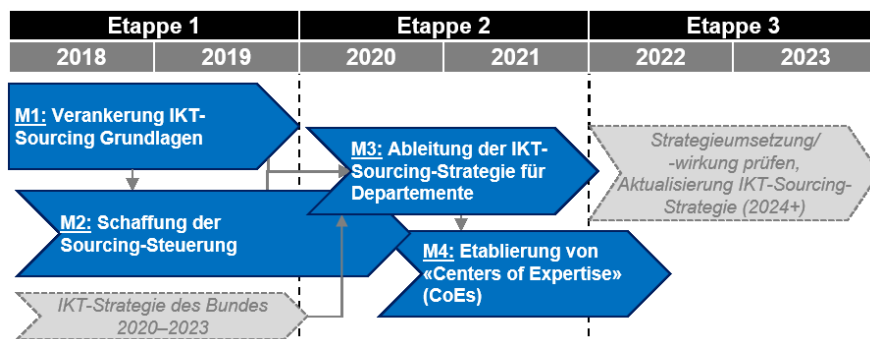 Etappe 1
Etappe 2
Etappe 3
2018
2019
2020
2021
2022
2023
M1: Verankerung IKT-
Sourcing Grundlagen
M3: Ableitung der IKT-
Sourcing-Strategie für
Departemente
Strategieumsetzung/
-wirkung prüfen,
Aktualisierung IKT-Sourcing-
Strategie (2024+)
M2: Schaffung der
Sourcing-Steuerung
M4: Etablierung von
«Centers of Expertise»
(CoEs)
IKT-Strategie des Bundes
2020–2023